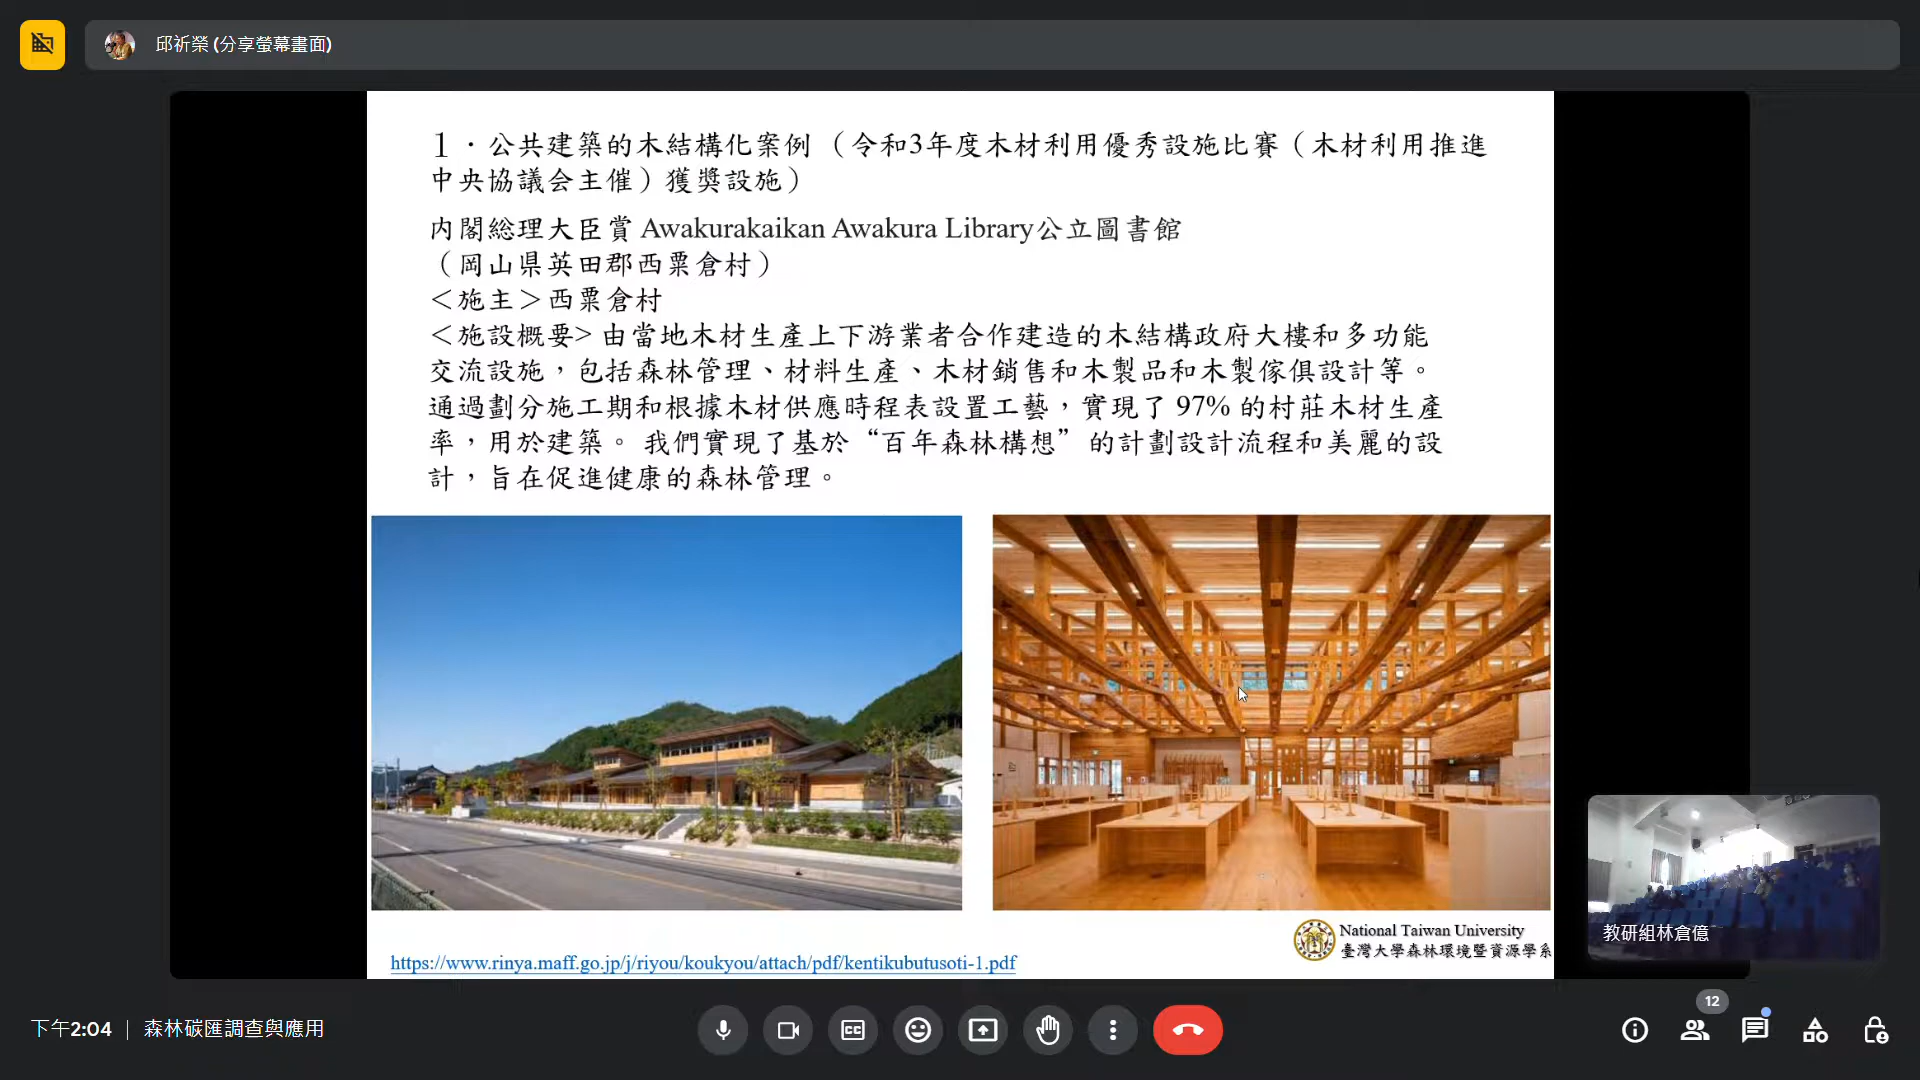 邱祈榮 (分享螢幕畫面)
１．公共建築的木結構化案例（令和3年度木材利用優秀設施比賽（木材利用推進
中央協議会主催）獲獎設施）
内閣総理大臣賞 Awakurakaikan Awakura Library公立圖書館
（岡山県英田郡西粟倉村）
＜施主＞西粟倉村
＜施設概要> 由當地木材生產上下游業者合作建造的木結構政府大樓和多功能
交流設施，包括森林管理、材料生產、木材銷售和木製品和木製傢俱設計等。
通過劃分施工期和根據木材供應時程表設置工藝，實現了 97% 的村莊木材生產
率，用於建築。 我們實現了基於“百年森林構想” 的計劃設計流程和美麗的設
計，旨在促進健康的森林管理。
National Taiwan University
臺灣大學森林環境暨資源學系
https://www.rinya.maff.go.jp/j/riyou/koukyou/attach/pdf/kentikubutusoti-1.pdf
教研組林倉億
下午2:04 ｜ 森林碳匯調查與應用
12